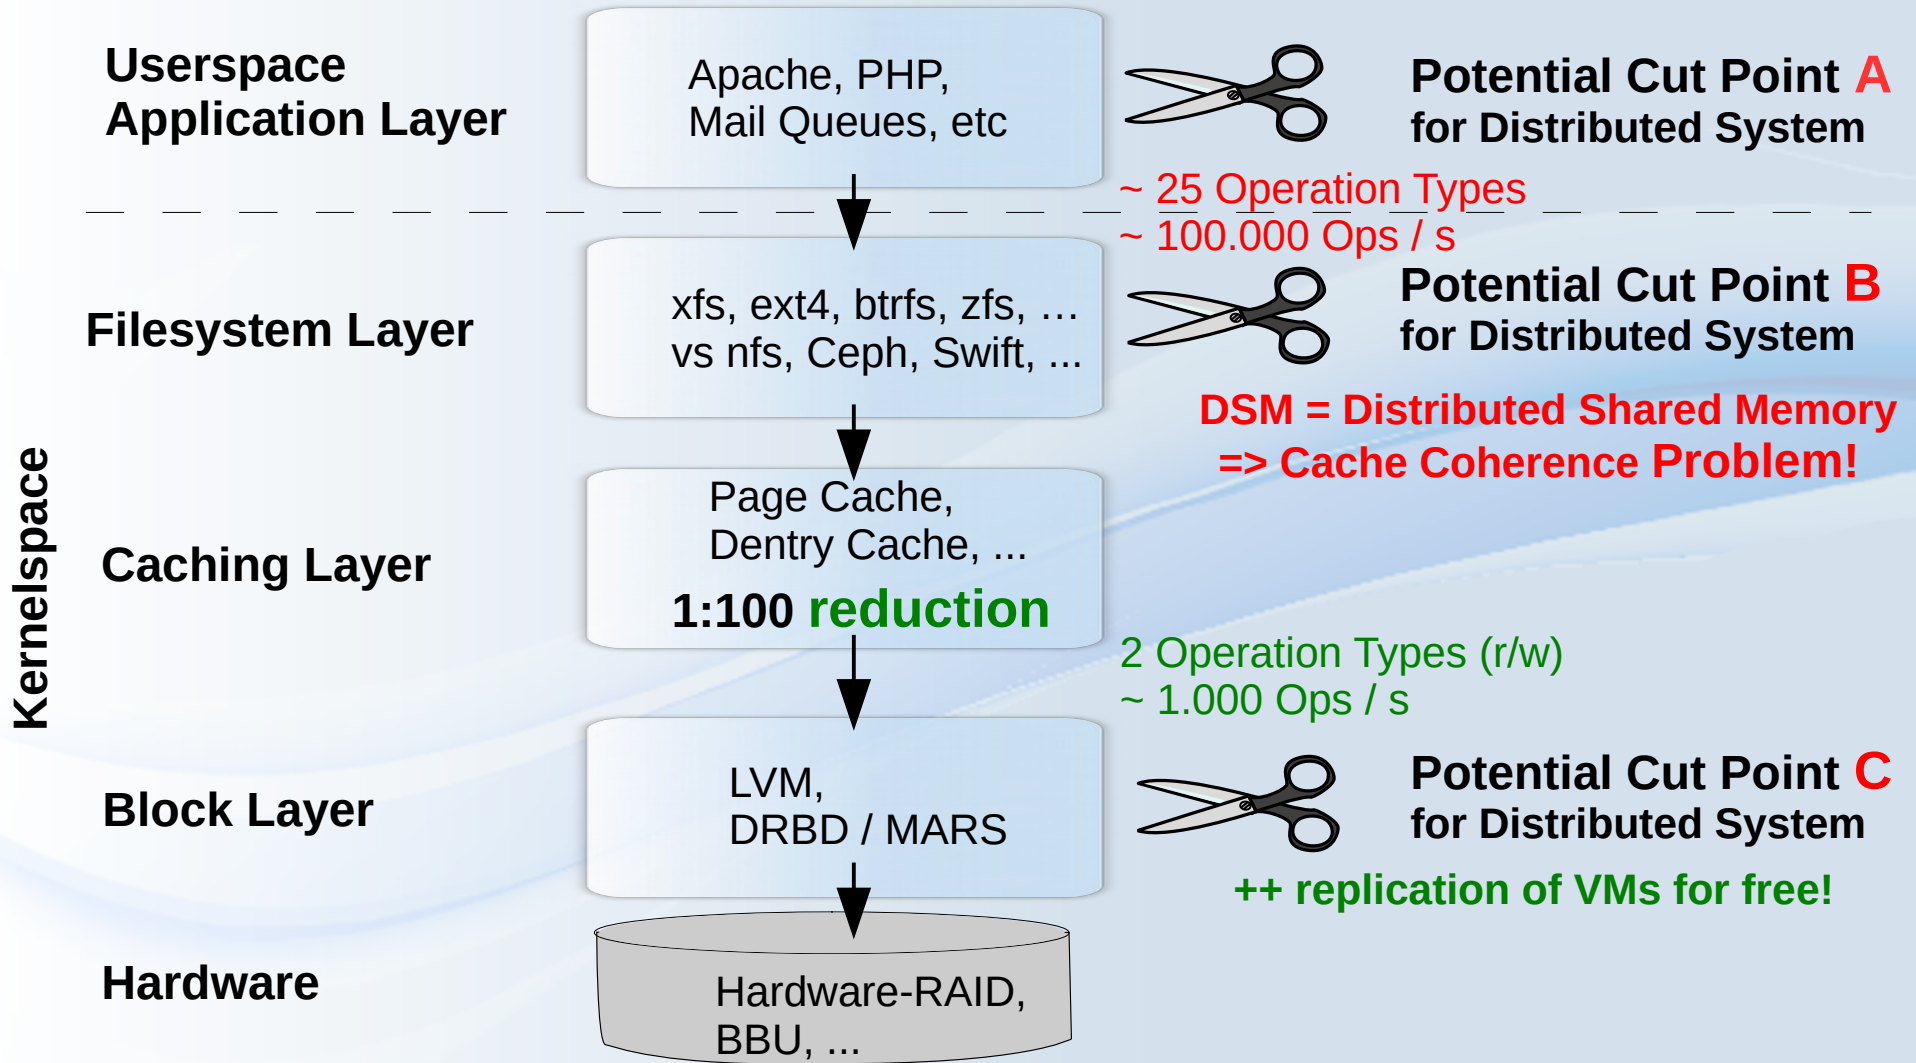 Userspace
Application Layer
Apache, PHP,
Mail Queues, etc
Potential Cut Point A
for Distributed System
~ 25 Operation Types
~ 100.000 Ops / s
Kernelspace
Filesystem Layer
xfs, ext4, btrfs, zfs, …
vs nfs, Ceph, Swift, ...
Potential Cut Point B
for Distributed System
DSM = Distributed Shared Memory
=> Cache Coherence Problem!
Caching Layer
Page Cache,
Dentry Cache, ...
1:100 reduction
2 Operation Types (r/w)
~ 1.000 Ops / s
Block Layer
LVM,
DRBD / MARS
Potential Cut Point C
for Distributed System
++ replication of VMs for free!
Hardware
Hardware-RAID,
BBU, ...